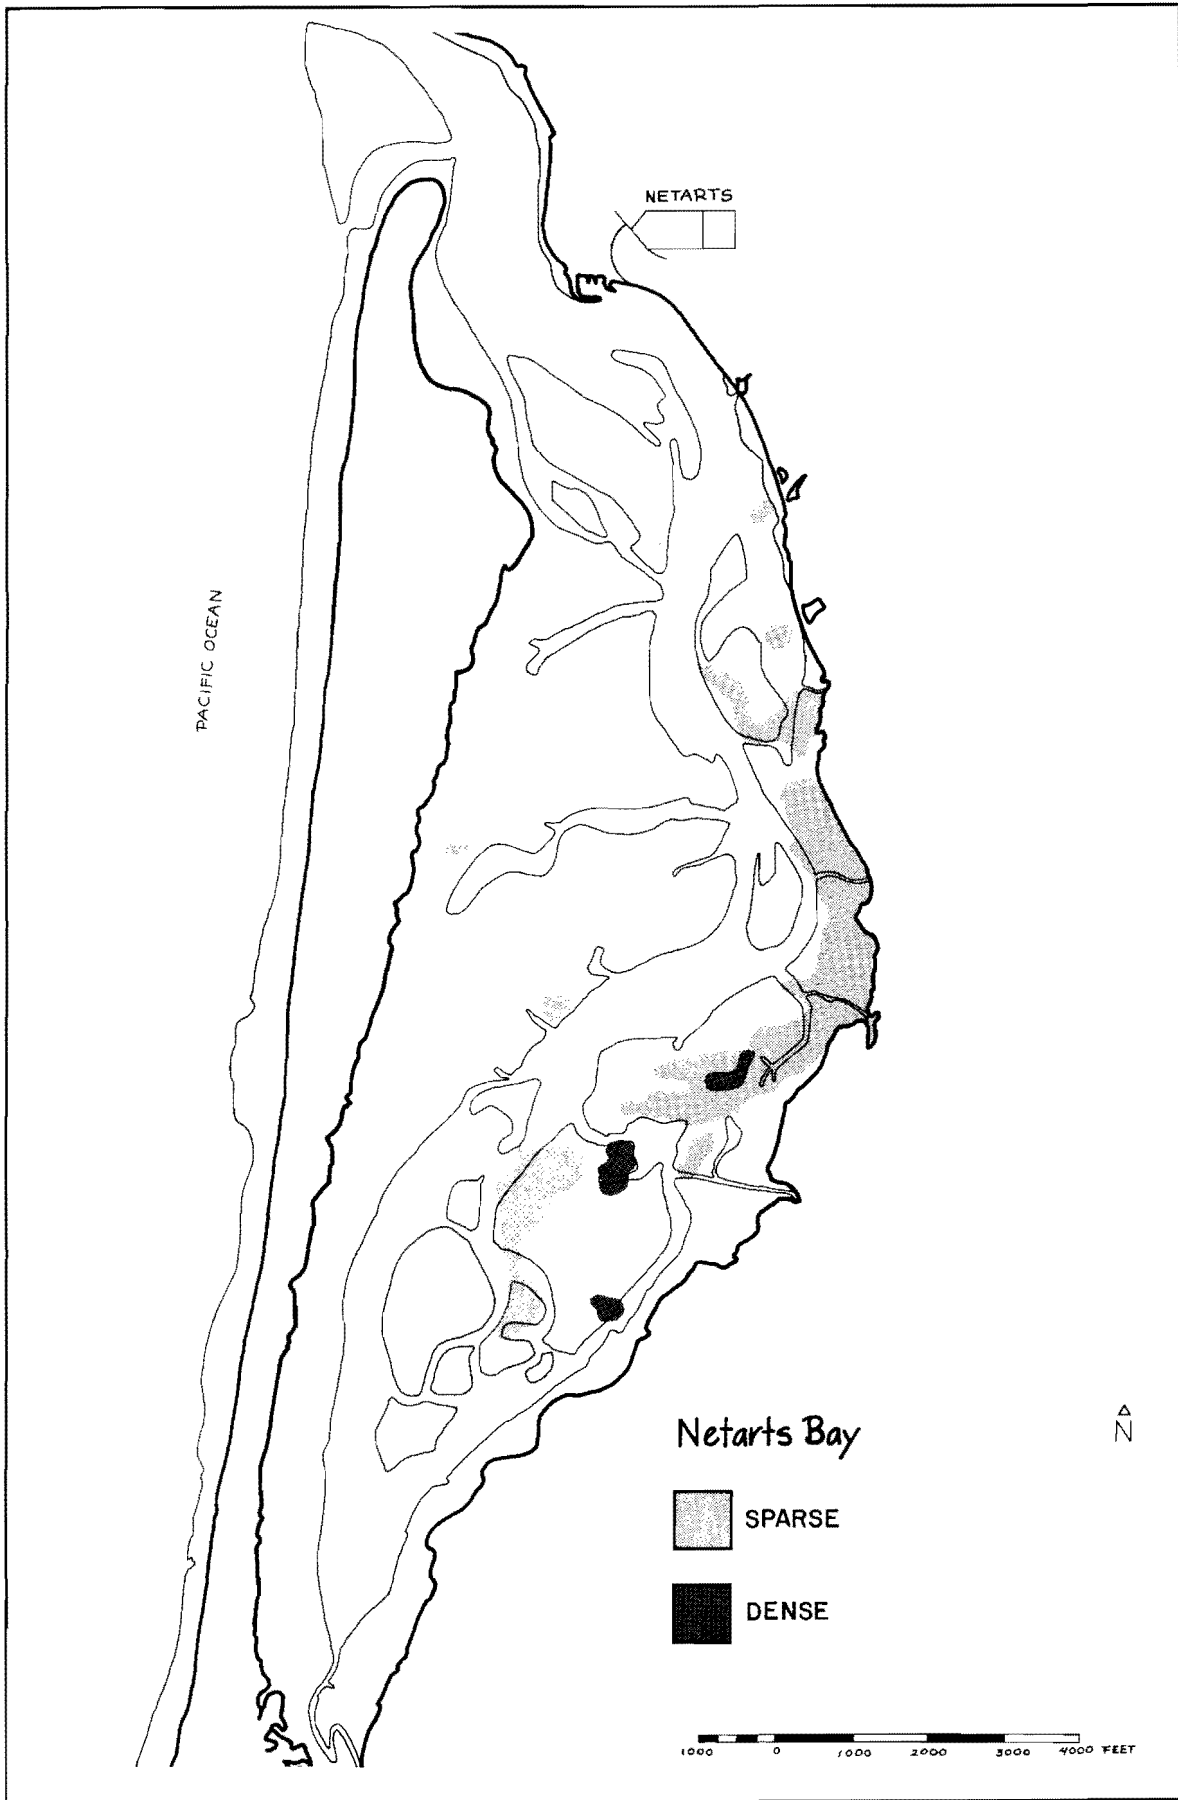 NETARTS
PACIFIC OCEAN
Netarts Bay
N
SPARSE
DENSE
1000 0 1000 2000 3000 4000 FEET